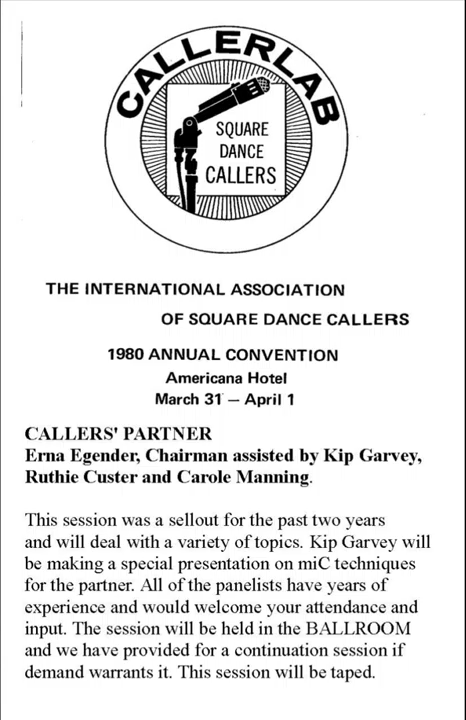 CALLERLAB
SQUARE
DANCE
CALLERS
THE INTERNATIONAL ASSOCIATION
OF SQUARE DANCE CALLERS
1980 ANNUAL CONVENTION
Americana Hotel
March 31 — April 1
CALLERS' PARTNER
Erna Egender, Chairman assisted by Kip Garvey,
Ruthie Custer and Carole Manning.
This session was a sellout for the past two years
and will deal with a variety of topics. Kip Garvey will
be making a special presentation on miC techniques
for the partner. All of the panelists have years of
experience and would welcome your attendance and
input. The session will be held in the BALLROOM
and we have provided for a continuation session if
demand warrants it. This session will be taped.